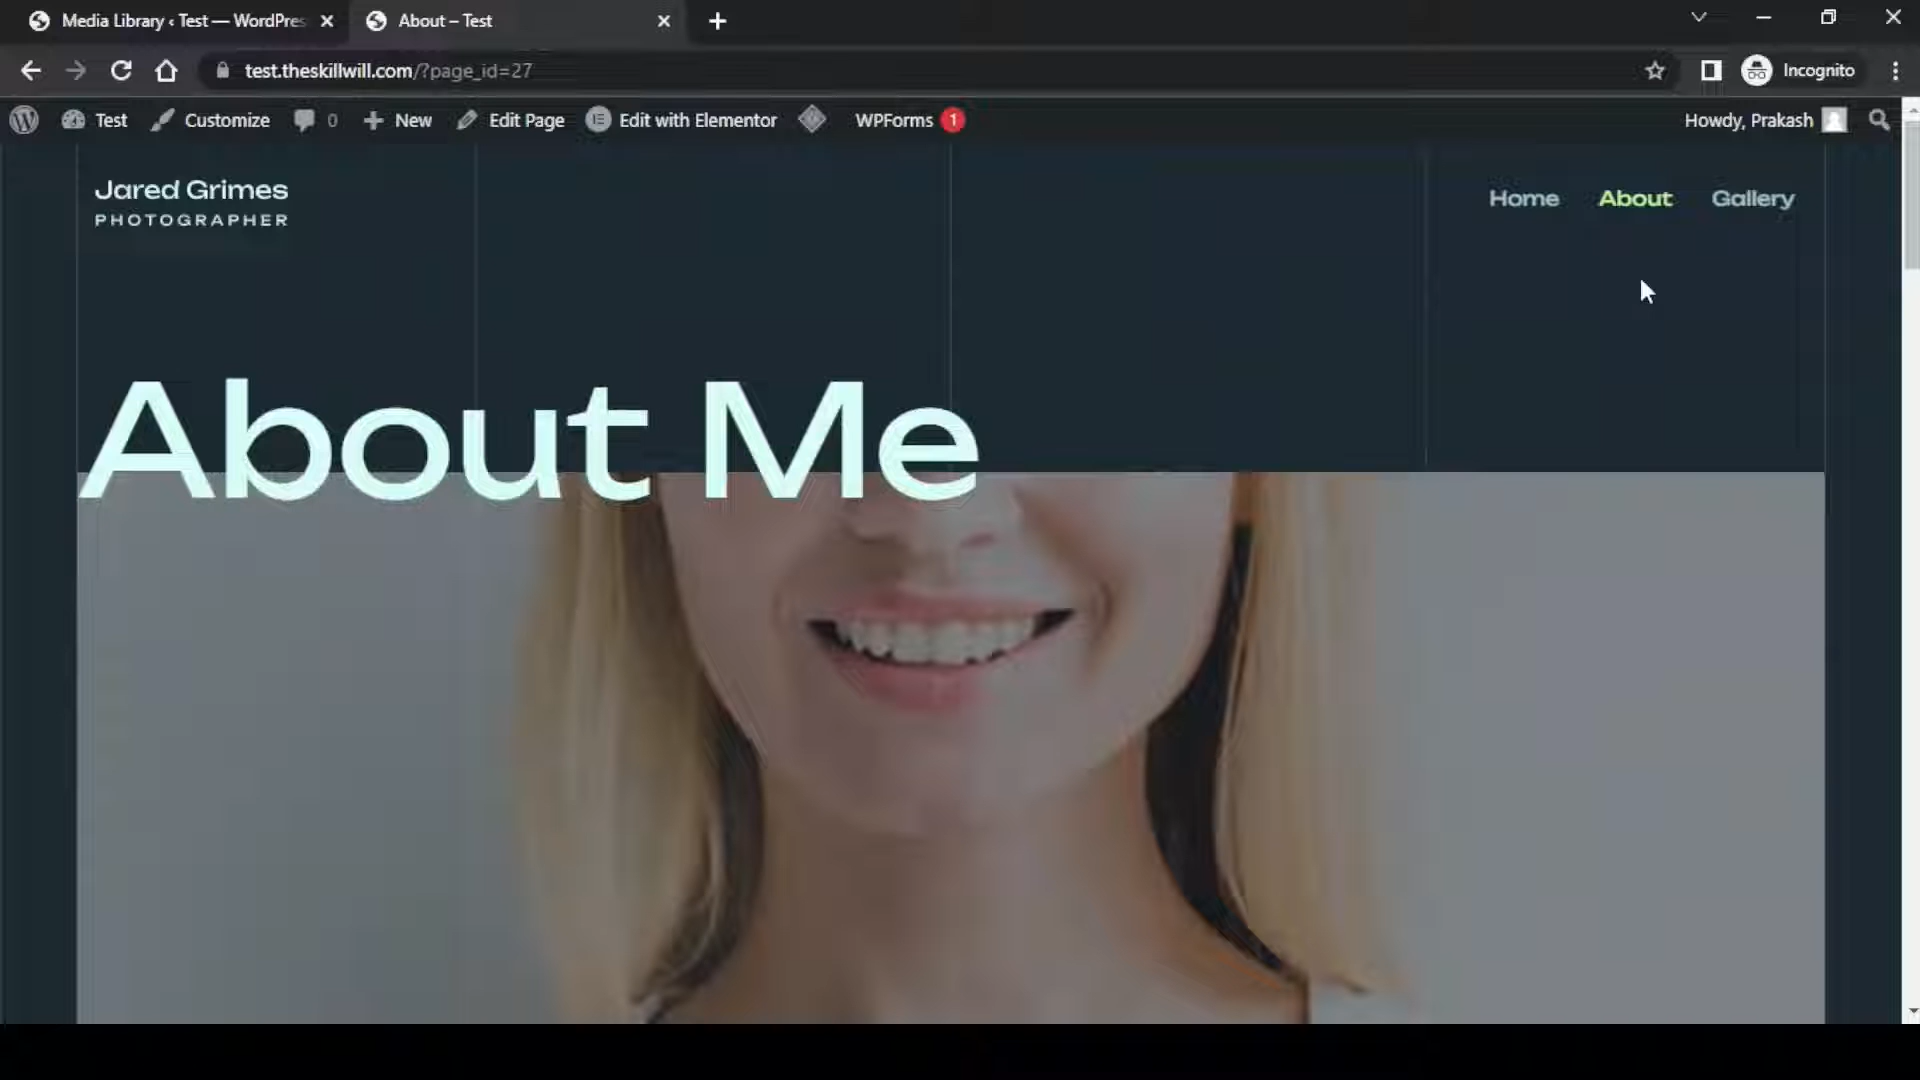 Media Library ‹ Test — WordPres
About – Test
test.theskillwill.com/?page_id=27
Incognito
Test
Customize
0
New
Edit Page
Edit with Elementor
WPForms 1
Howdy, Prakash
Jared Grimes
PHOTOGRAPHER
Home
About
Gallery
About Me